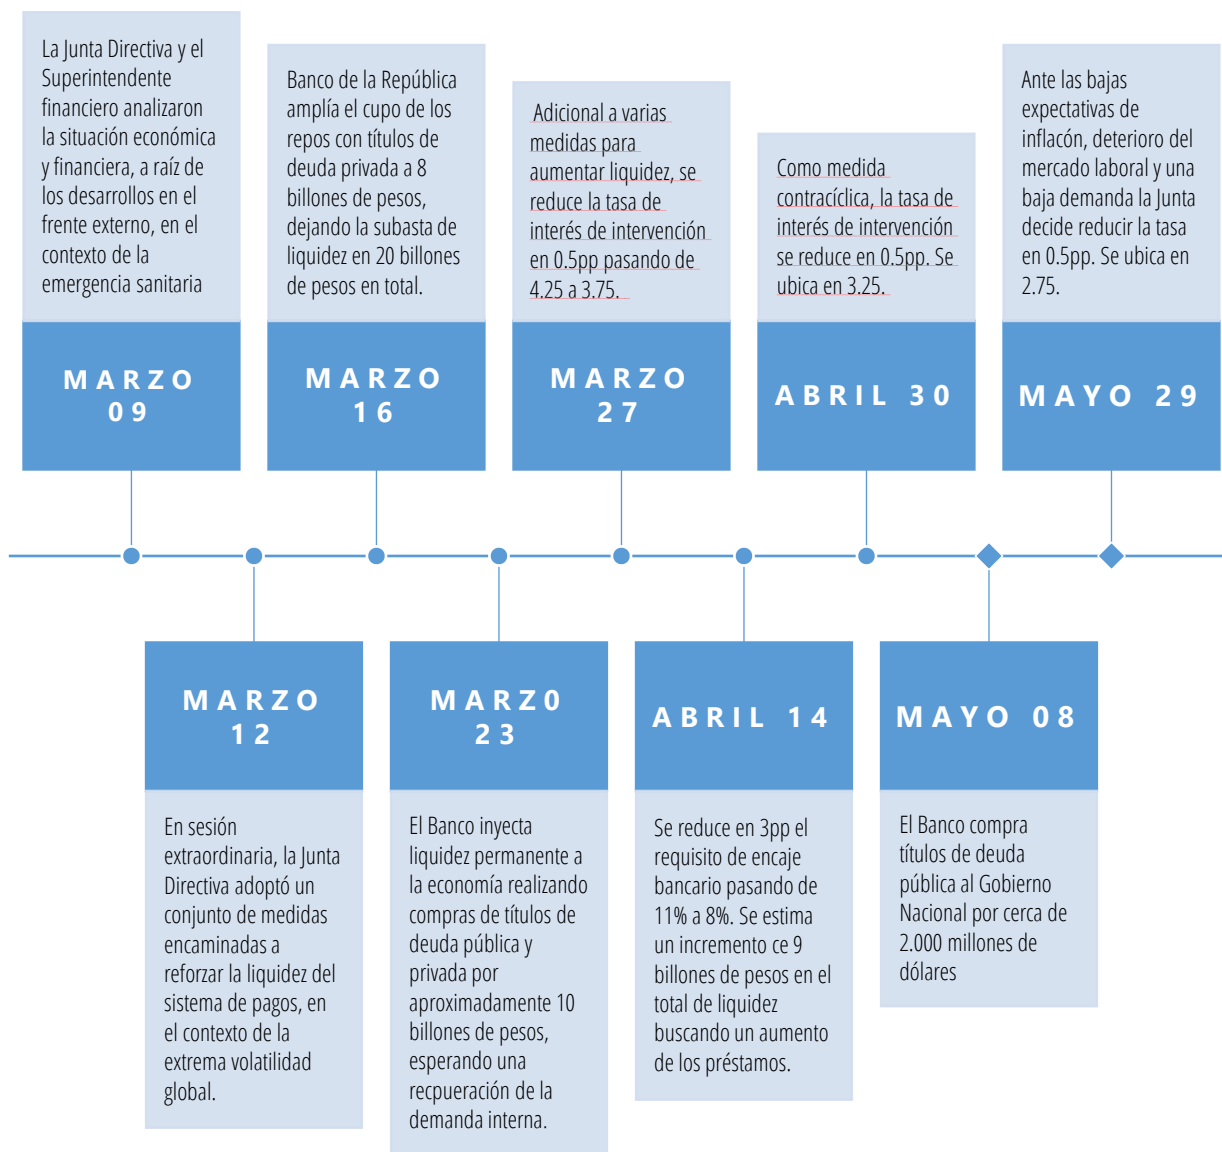 La Junta Directiva y el
Superintendente
financiero analizaron
la situación económica
y financiera, a raíz de
los desarrollos en el
frente externo, en el
contexto de la
emergencia sanitaria
MARZO
09
Banco de la República
amplía el cupo de los
repos con títulos de
deuda privada a 8
billones de pesos,
dejando la subasta de
liquidez en 20 billones
de pesos en total.
MARZO
16
Adicional a varias
medidas para
aumentar liquidez, se
reduce la tasa de
interés de intervención
en 0.5pp pasando de
4.25 a 3.75.
MARZO
27
Como medida
contracíclica, la tasa de
interés de intervención
se reduce en 0.5pp. Se
ubica en 3.25.
ABRIL 30
Ante las bajas
expectativas de
inflacón, deterioro del
mercado laboral y una
baja demanda la Junta
decide reducir la tasa
en 0.5pp. Se ubica en
2.75.
MAYO 29
MARZO
12
En sesión
extraordinaria, la Junta
Directiva adoptó un
conjunto de medidas
encaminadas a
reforzar la liquidez del
sistema de pagos, en
el contexto de la
extrema volatilidad
global.
MARZ0
23
El Banco inyecta
liquidez permanente a
la economía realizando
compras de títulos de
deuda pública y
privada por
aproximadamente 10
billones de pesos,
esperando una
recpueración de la
demanda interna.
ABRIL 14
Se reduce en 3pp el
requisito de encaje
bancario pasando de
11% a 8%. Se estima
un incremento ce 9
billones de pesos en el
total de liquidez
buscando un aumento
de los préstamos.
MAYO 08
El Banco compra
títulos de deuda
pública al Gobierno
Nacional por cerca de
2.000 millones de
dólares